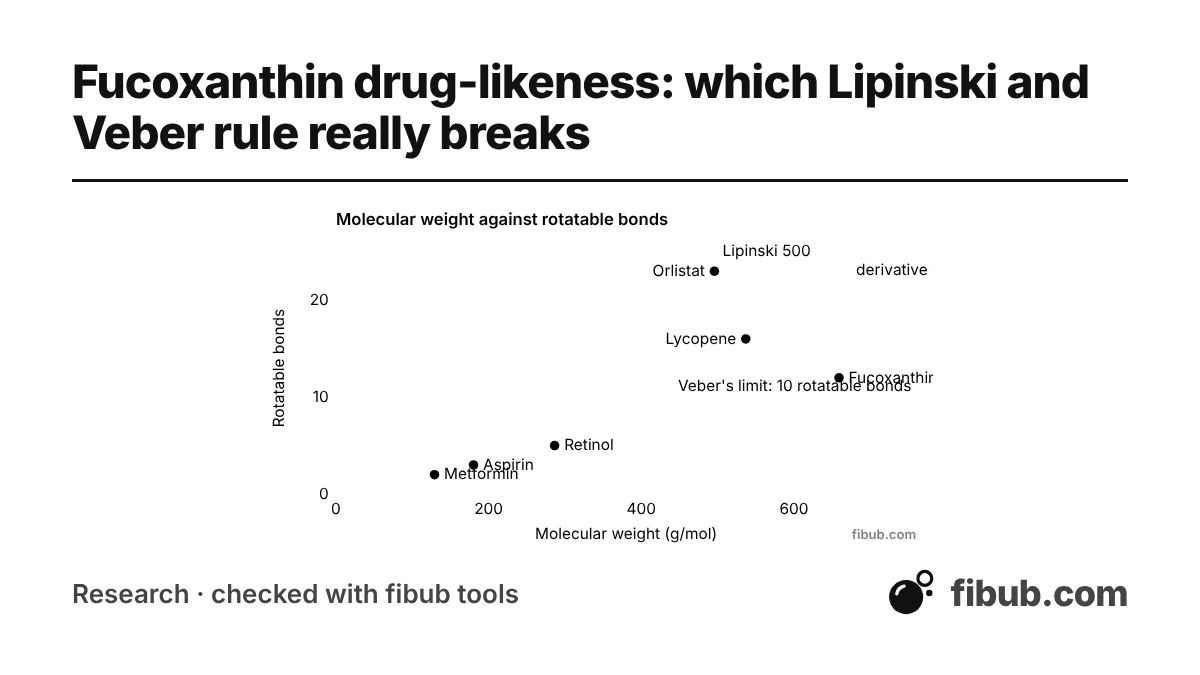 Fucoxanthin drug-likeness: which Lipinski and
Veber rule really breaks
Molecular weight against rotatable bonds
Lipinski 500
Orlistat
derivative
20
Lycopene
Fucoxanthir
Veber's limit: 10 rotatable bonds
10
Rotatable bonds
Retinol
Aspirin
Metformin
0
0 200 400 600
Molecular weight (g/mol)
fibub.com
Research · checked with fibub tools
fibub.com